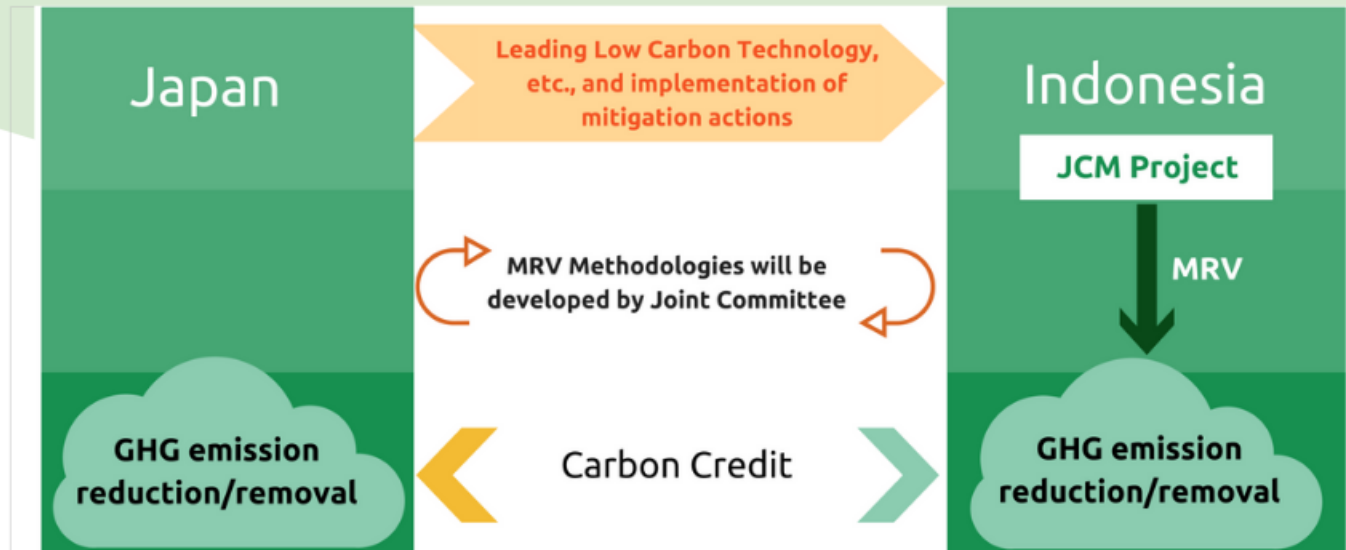 Japan
Leading Low Carbon Technology,
etc., and implementation of
mitigation actions
Indonesia
JCM Project
MRV
MRV Methodologies will be
developed by Joint Committee
GHG emission
reduction/removal
Carbon Credit
GHG emission
reduction/removal